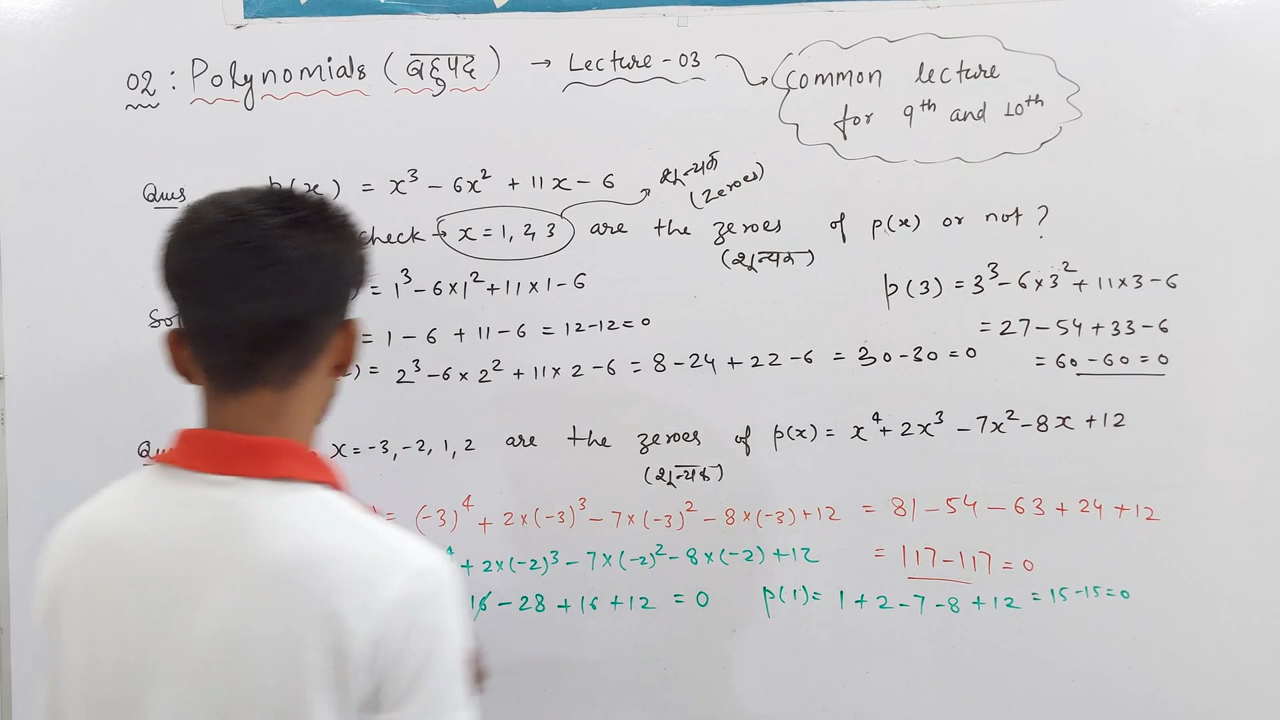 02 : Polynomials (बहुपद) → Lecture - 03
Common lecture
for 9th and 10th
Ques p(x) = x³ - 6x² + 11x - 6
शून्यक
(Zeroes)
check → x = 1, 2, 3 are the zeroes of p(x) or not ?
(शून्यक)
= 1³ - 6×1² + 11×1 - 6
Sol
= 1 - 6 + 11 - 6 = 12-12=0
) = 2³ - 6×2² + 11×2 - 6 = 8 - 24 + 22 - 6 = 30-30=0
p(3) = 3³ - 6×3² + 11×3 - 6
= 27 - 54 + 33 - 6
= 60 - 60 = 0
x = -3, -2, 1, 2 are the zeroes of p(x) = x⁴ + 2x³ - 7x² - 8x + 12
(शून्यक)
= (-3)⁴ + 2×(-3)³ - 7×(-3)² - 8×(-3) + 12 = 81 - 54 - 63 + 24 + 12
= 117 - 117 = 0
⁴ + 2×(-2)³ - 7×(-2)² - 8×(-2) + 12
16 - 28 + 16 + 12 = 0
p(1) = 1 + 2 - 7 - 8 + 12 = 15-15=0